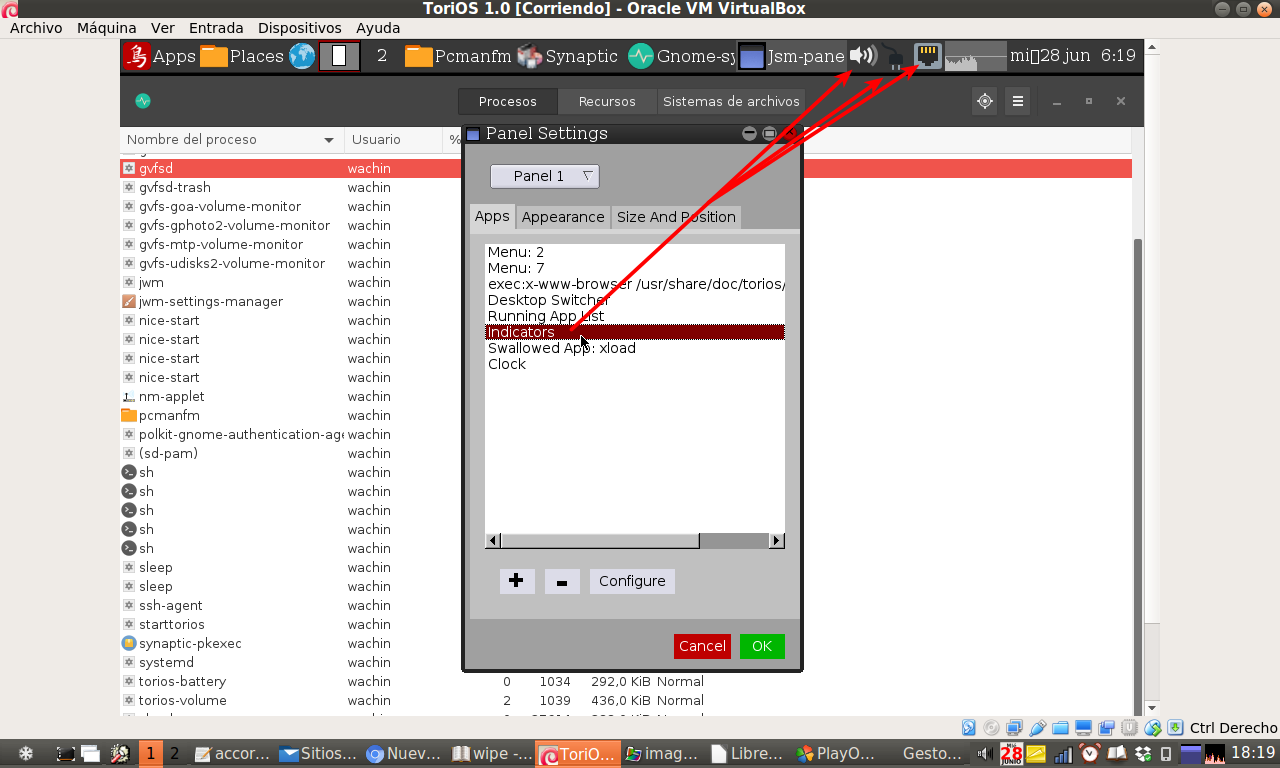 ToriOS 1.0 [Corriendo] - Oracle VM VirtualBox
Archivo Máquina Ver Entrada Dispositivos Ayuda
Apps Places 2 Pcmanfm Synaptic Gnome-sy Jsm-pane mi▯28 jun 6:19
Procesos Recursos Sistemas de archivos
Nombre del proceso Usuario %
gvfsd wachin
gvfsd-trash wachin
gvfs-goa-volume-monitor wachin
gvfs-gphoto2-volume-monitor wachin
gvfs-mtp-volume-monitor wachin
gvfs-udisks2-volume-monitor wachin
jwm wachin
jwm-settings-manager wachin
nice-start wachin
nice-start wachin
nice-start wachin
nice-start wachin
nm-applet wachin
pcmanfm wachin
polkit-gnome-authentication-age wachin
(sd-pam) wachin
sh wachin
sh wachin
sh wachin
sh wachin
sh wachin
sleep wachin
sleep wachin
ssh-agent wachin
starttorios wachin
synaptic-pkexec wachin
systemd wachin
torios-battery wachin 0 1034 292,0 KiB Normal
torios-volume wachin 2 1039 436,0 KiB Normal
Panel Settings
Panel 1
Apps Appearance Size And Position
Menu: 2
Menu: 7
exec:x-www-browser /usr/share/doc/torios/
Desktop Switcher
Running App List
Indicators
Swallowed App: xload
Clock
+ - Configure
Cancel OK
Ctrl Derecho
1 2 accor... Sitios... Nuev... wipe -... ToriO... imag... Libre... PlayO... Gesto... 28 18:19